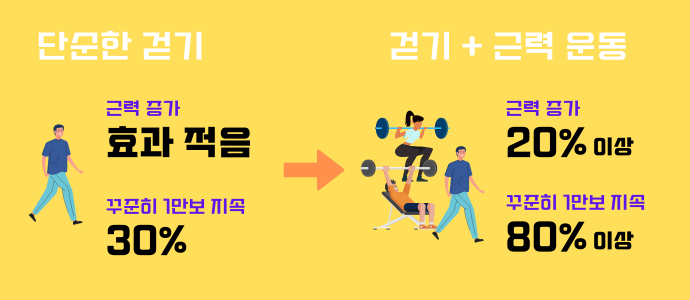 단순한 걷기
근력 증가
효과 적음
꾸준히 1만보 지속
30%
걷기 + 근력 운동
근력 증가
20% 이상
꾸준히 1만보 지속
80% 이상